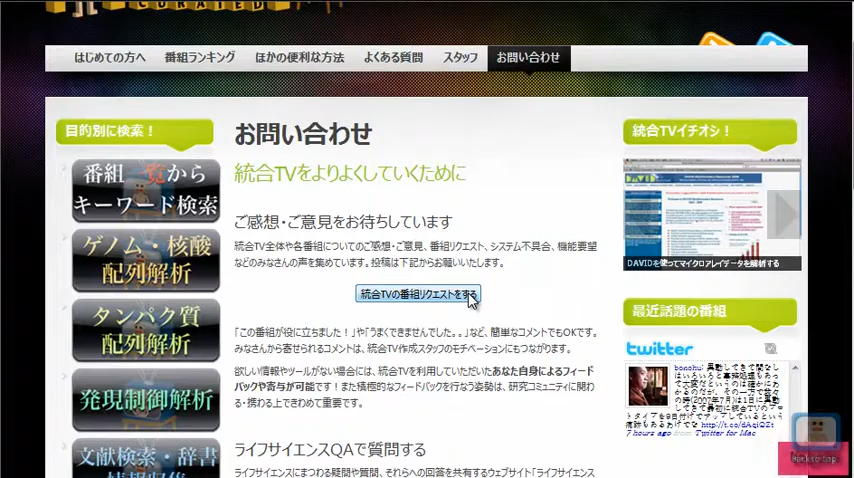 CURATED
はじめての方へ 番組ランキング ほかの便利な方法 よくある質問 スタッフ お問い合わせ
目的別に検索！
番組一覧から
キーワード検索
ゲノム・核酸
配列解析
タンパク質
配列解析
発現制御解析
文献検索・辞書
お問い合わせ
統合TVをよりよくしていくために
ご感想・ご意見をお待ちしています
統合TV全体や各番組についてのご感想・ご意見、番組リクエスト、システム不具合、機能要望
などのみなさんの声を集めています。投稿は下記からお願いいたします。
統合TVの番組リクエストをする
「この番組が役に立ちました！」や「うまくできませんでした。。」など、簡単なコメントでもOKです。
みなさんから寄せられるコメントは、統合TV作成スタッフのモチベーションにもつながります。
欲しい情報やツールがない場合には、統合TVを利用していただいたあなた自身によるフィード
バックや寄与が可能です！また積極的なフィードバックを行なう姿勢は、研究コミュニティに関わ
る・携わる上できわめて重要です。
ライフサイエンスQAで質問する
ライフサイエンスにまつわる疑問や質問、それらへの回答を共有するウェブサイト「ライフサイエンス
統合TVイチオシ！
DAVID
DAVIDを使ってマイクロアレイデータを解析する
最近話題の番組
twitter
bonohu: 異動してきて間もなし
7 hours ago from Twitter for Mac
Back to top